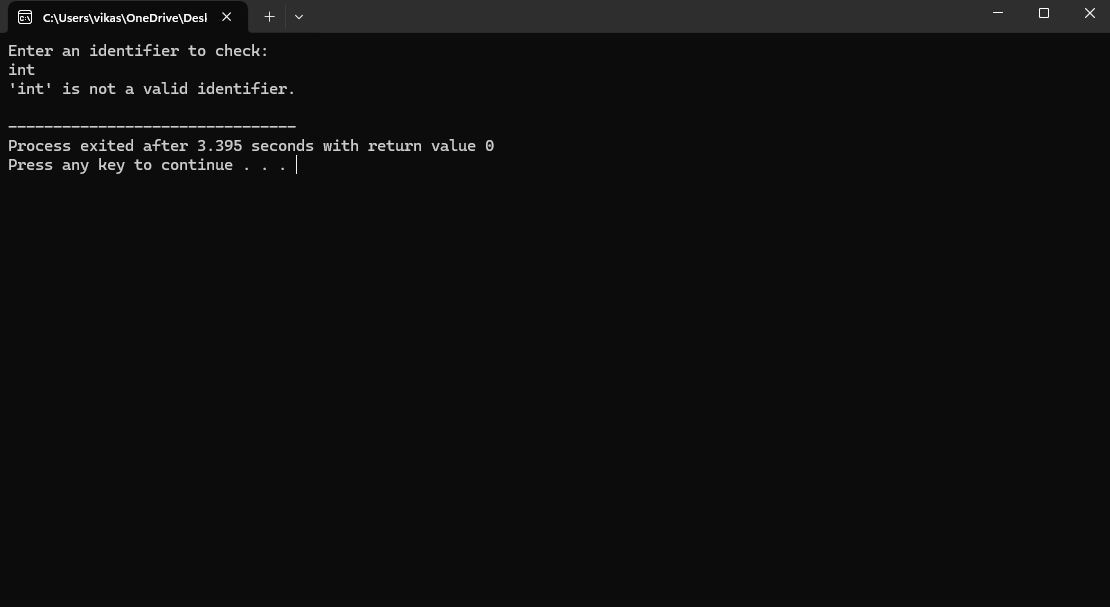 C:\Users\vikas\OneDrive\Desl
Enter an identifier to check:
int
'int' is not a valid identifier.
--------------------------------
Process exited after 3.395 seconds with return value 0
Press any key to continue . . .